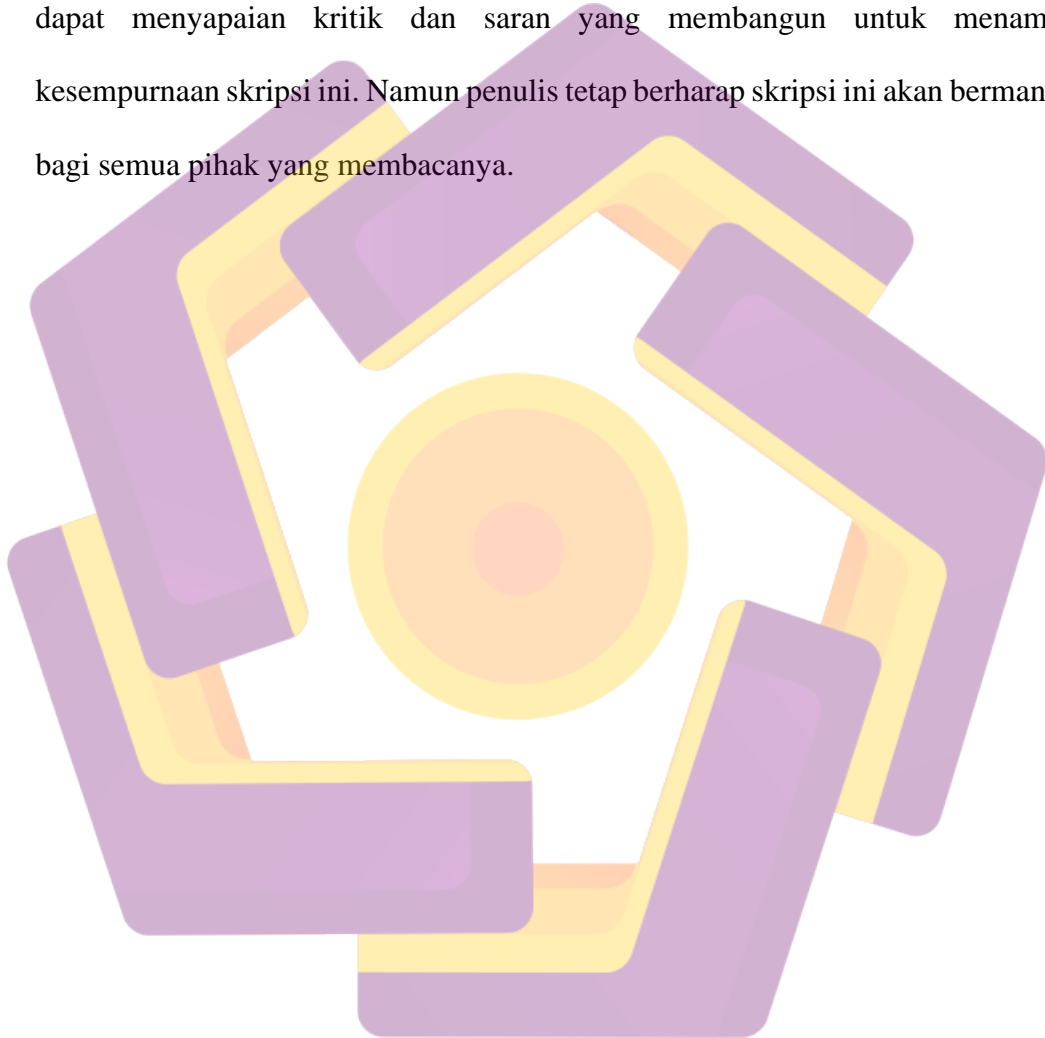 dapat menyapaian kritik dan saran yang membangun untuk menam
kesempurnaan skripsi ini. Namun penulis tetap berharap skripsi ini akan berman
bagi semua pihak yang membacanya.